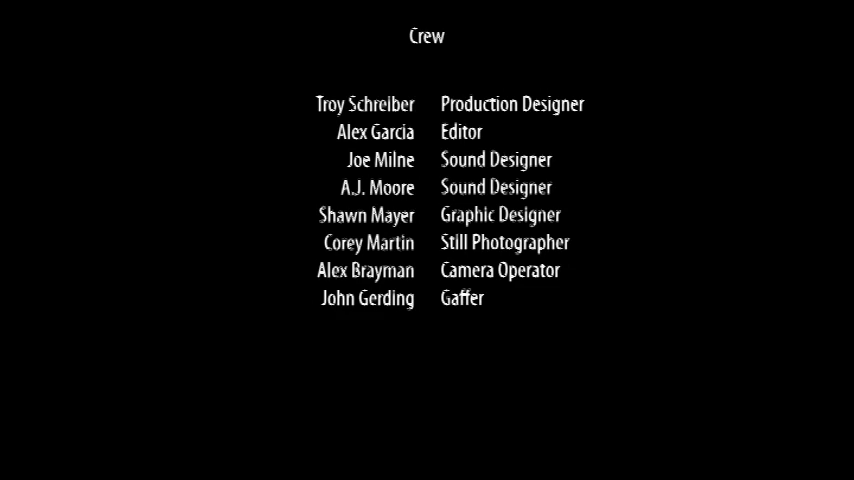 Crew
Troy Schreiber Production Designer
Alex Garcia Editor
Joe Milne Sound Designer
A.J. Moore Sound Designer
Shawn Mayer Graphic Designer
Corey Martin Still Photographer
Alex Brayman Camera Operator
John Gerding Gaffer